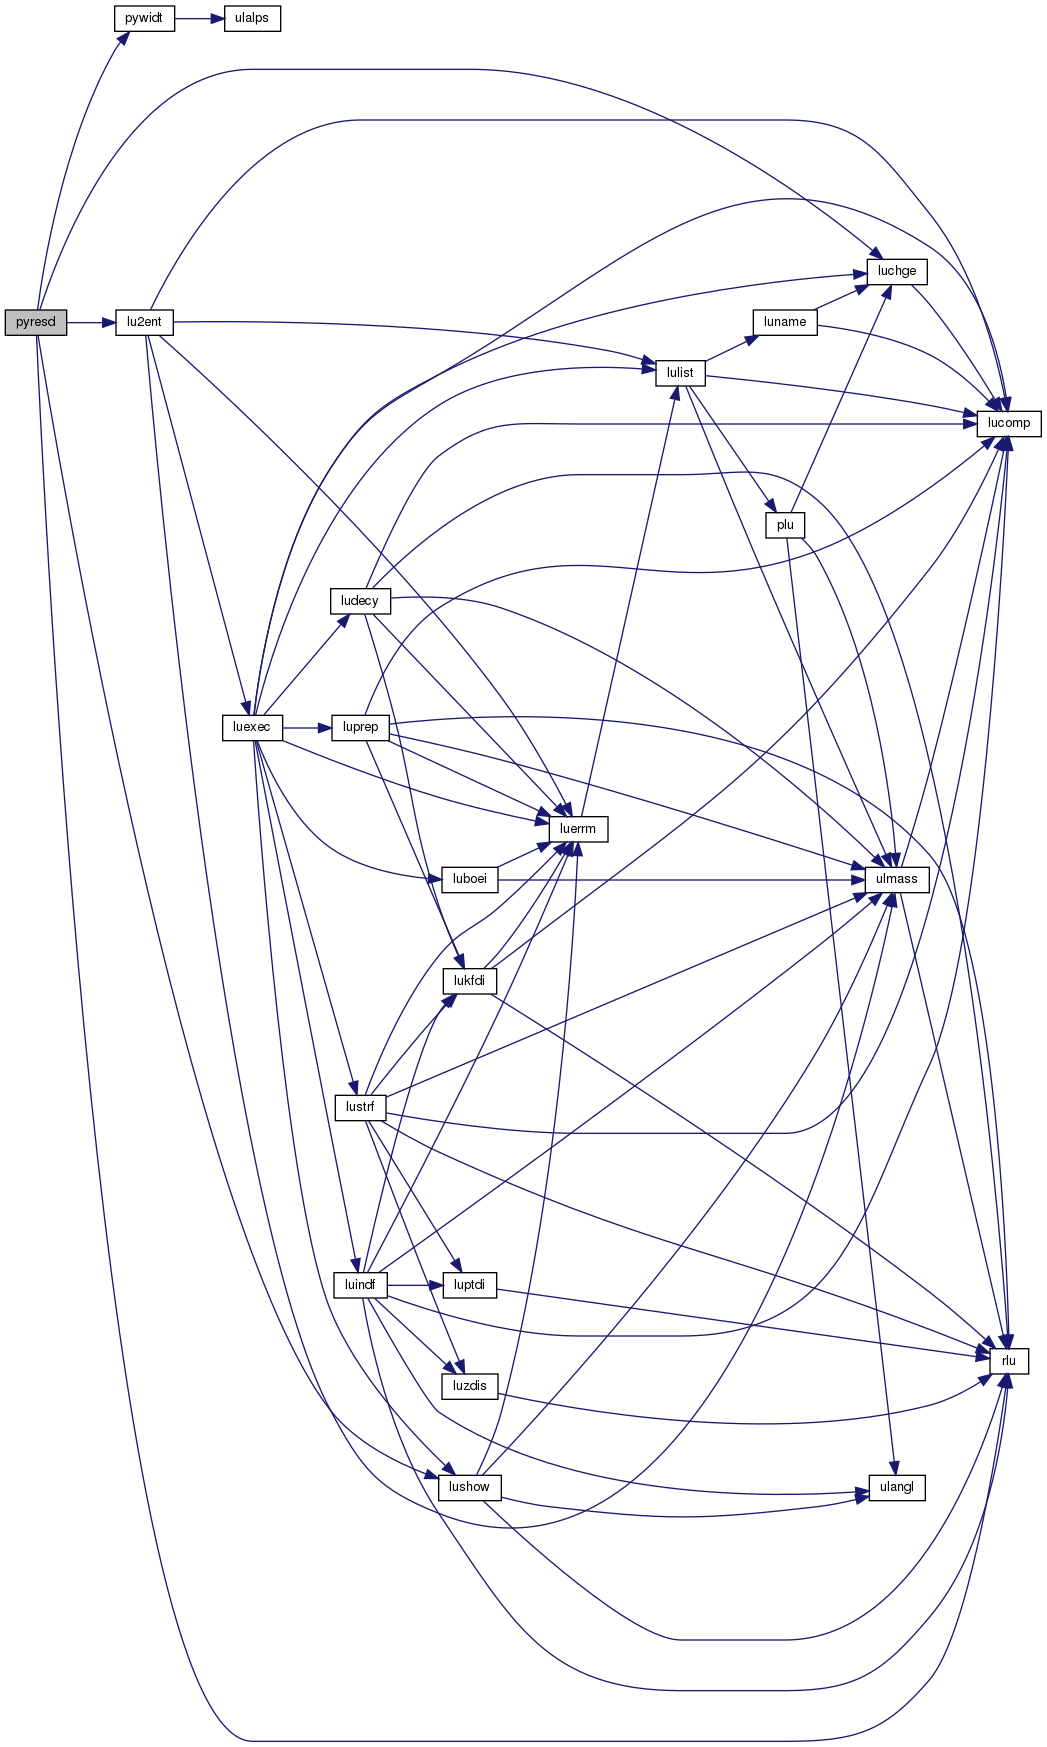 pywidt
ulalps
luchge
pyresd
lu2ent
luname
lulist
lucomp
plu
ludecy
luexec
luprep
luerrm
luboei
ulmass
lukfdi
lustrf
luindf
luptdi
rlu
luzdis
lushow
ulangl